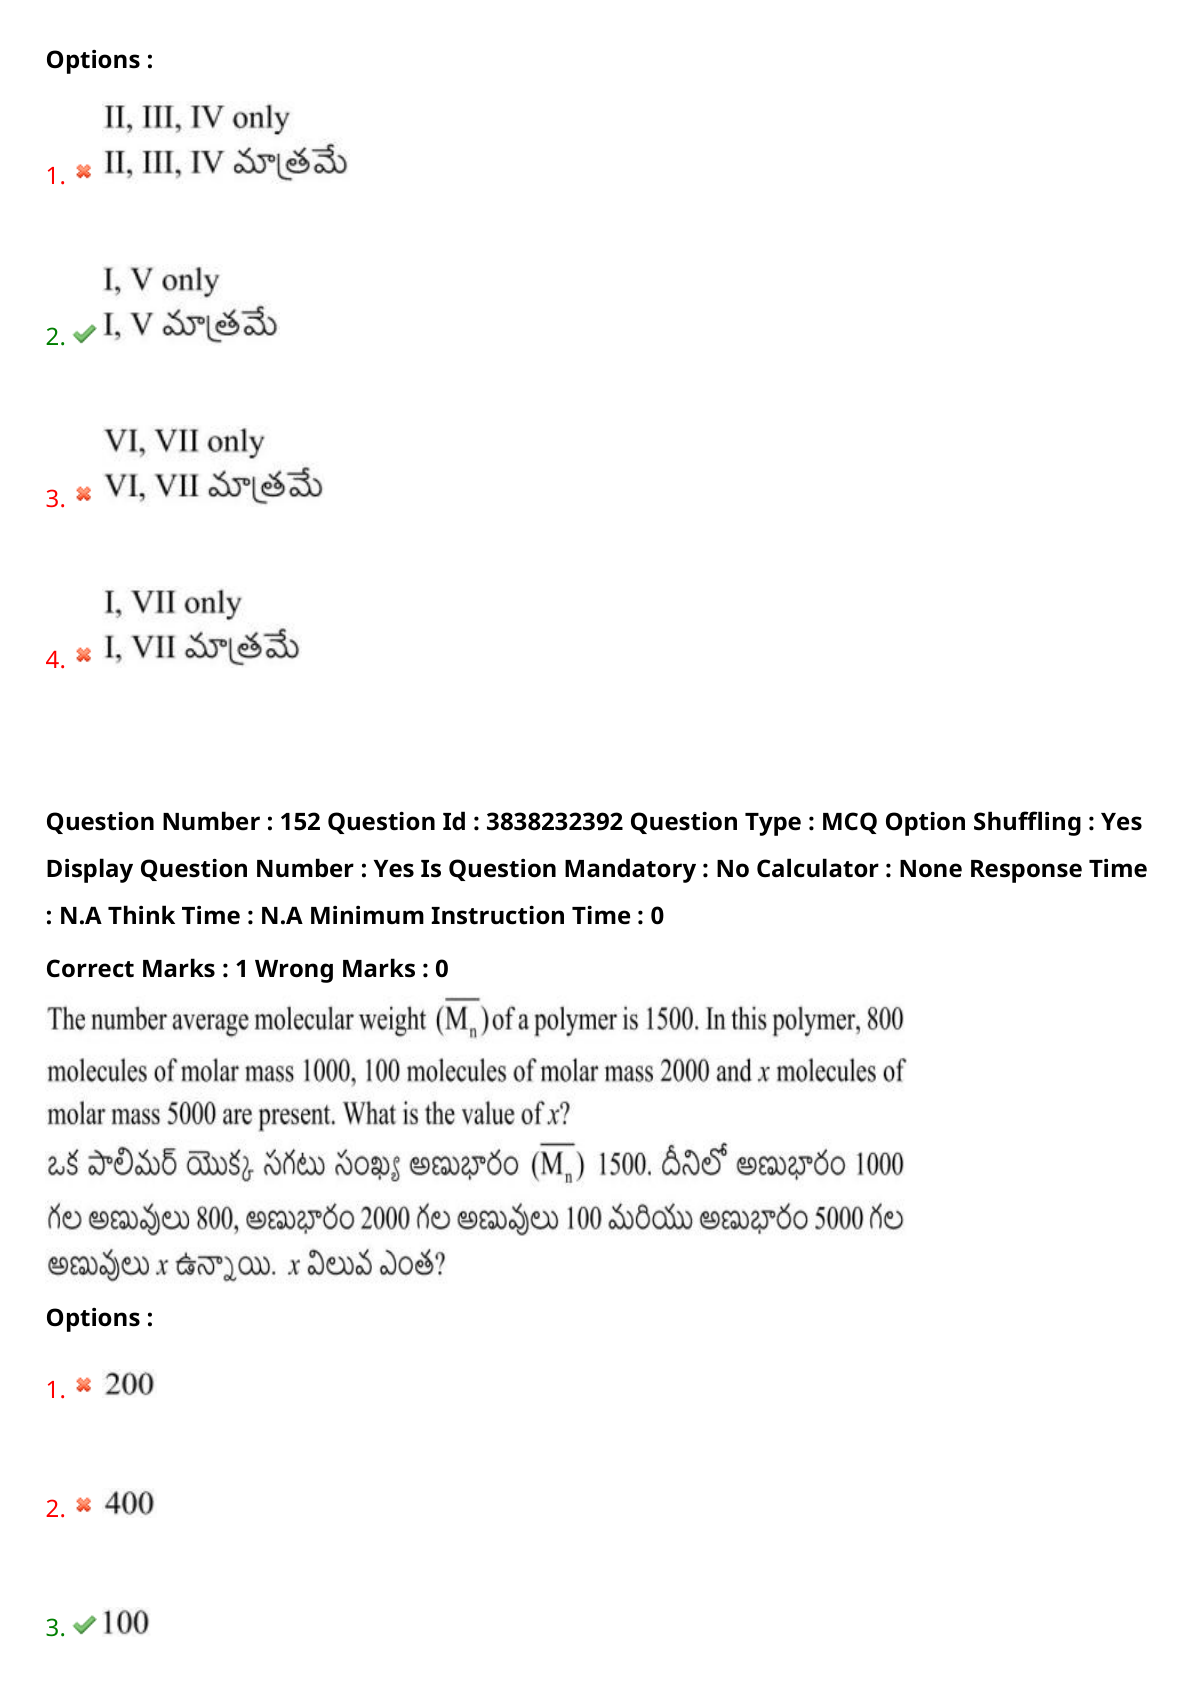 Options :
II, III, IV only
1. II, III, IV మాత్రమే
I, V only
2. I, V మాత్రమే
VI, VII only
3. VI, VII మాత్రమే
I, VII only
4. I, VII మాత్రమే
Question Number : 152 Question Id : 3838232392 Question Type : MCQ Option Shuffling : Yes
Display Question Number : Yes Is Question Mandatory : No Calculator : None Response Time
: N.A Think Time : N.A Minimum Instruction Time : 0
Correct Marks : 1 Wrong Marks : 0
The number average molecular weight (M̅ₙ) of a polymer is 1500. In this polymer, 800
molecules of molar mass 1000, 100 molecules of molar mass 2000 and x molecules of
molar mass 5000 are present. What is the value of x?
ఒక పాలిమర్ యొక్క సగటు సంఖ్య అణుభారం (M̅ₙ) 1500. దీనిలో అణుభారం 1000
గల అణువులు 800, అణుభారం 2000 గల అణువులు 100 మరియు అణుభారం 5000 గల
అణువులు x ఉన్నాయి. x విలువ ఎంత?
Options :
1. 200
2. 400
3. 100